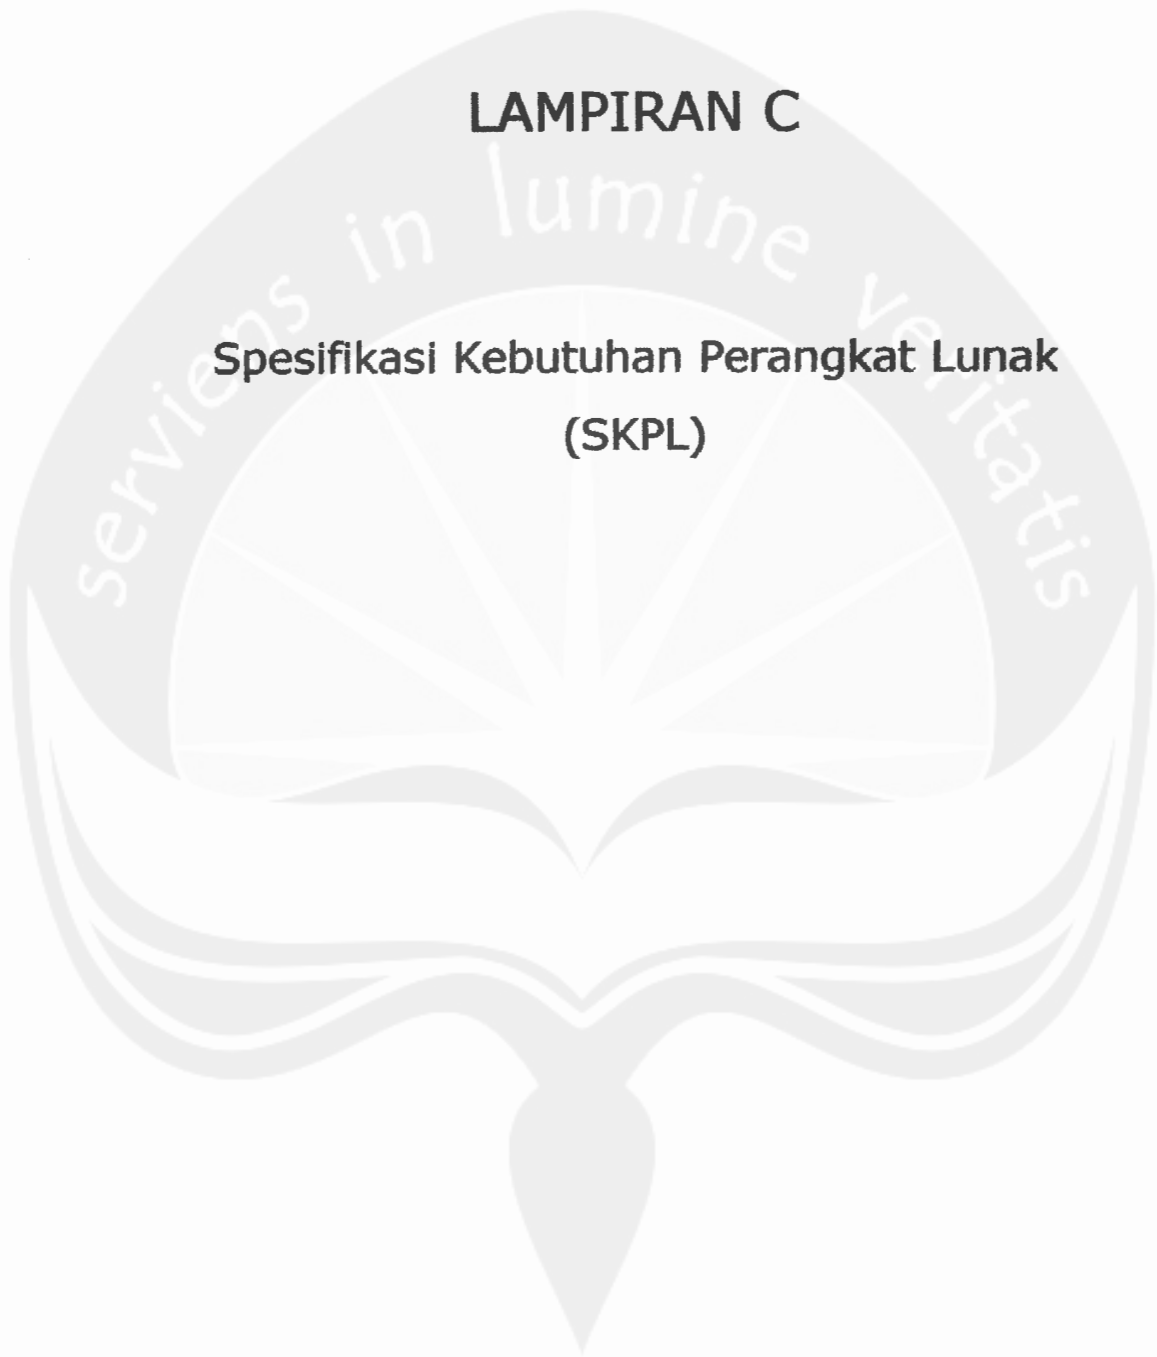 LAMPIRAN C
serviens in lumine veritatis
Spesifikasi Kebutuhan Perangkat Lunak
(SKPL)